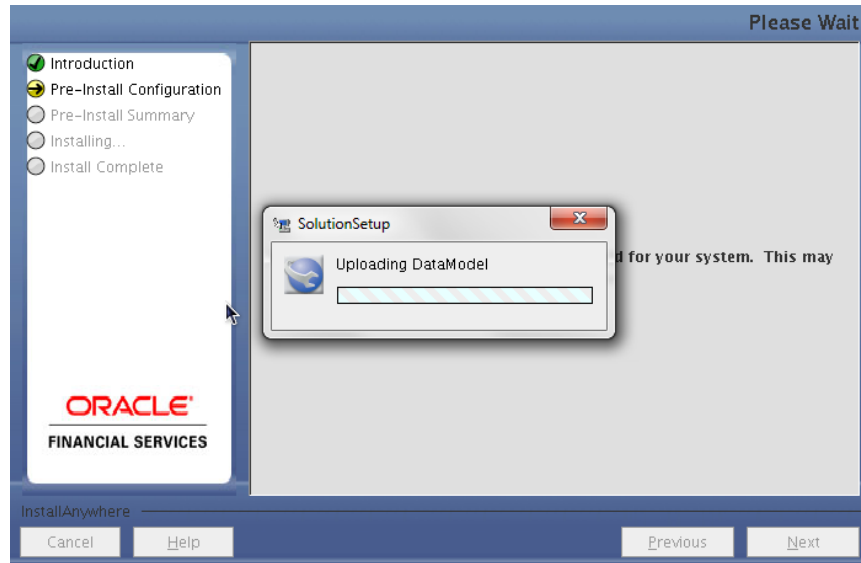 Please Wait
Introduction
Pre-Install Configuration
Pre-Install Summary
Installing...
Install Complete
SolutionSetup
Uploading DataModel
d for your system. This may
ORACLE'
FINANCIAL SERVICES
InstallAnywhere
Cancel
Help
Previous
Next